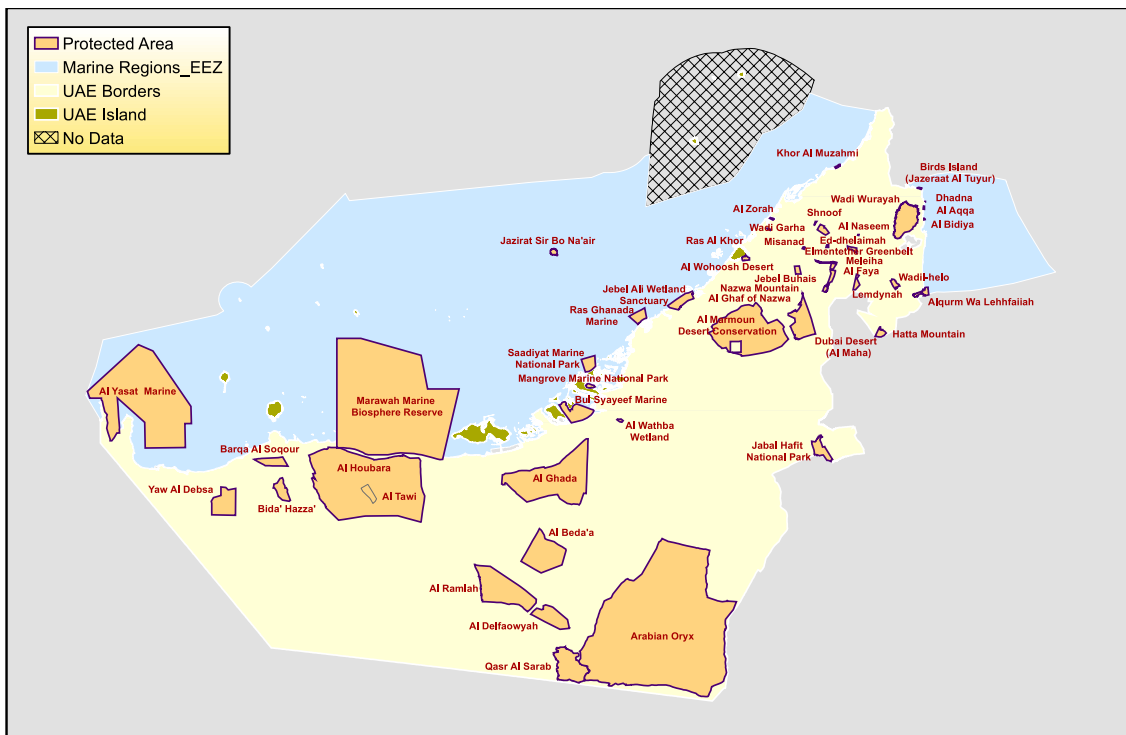 Protected Area
Marine Regions_EEZ
UAE Borders
UAE Island
No Data
Khor Al Muzahmi
Birds Island
(Jazeraat Al Tuyur)
Wadi Wurayah
Dhadna
Al Aqqa
Al Bidiya
Al Zorah
Shnoof
Wadi Garha
Al Naseem
Jazirat Sir Bo Na'air
Ras Al Khor
Misanad
Ed-dhelaimah
Elmentether Greenbelt
Al Wohoosh Desert
Meleiha
Jebel Buhais
Al Faya
Wadi-helo
Jebel Ali Wetland
Sanctuary
Nazwa Mountain
Al Ghaf of Nazwa
Lemdynah
Alqurm Wa Lehhfaiiah
Ras Ghanada
Marine
Al Marmoun
Desert Conservation
Hatta Mountain
Dubai Desert
(Al Maha)
Saadiyat Marine
National Park
Mangrove Marine National Park
Al Yasat Marine
Marawah Marine
Biosphere Reserve
Bul Syayeef Marine
Al Wathba
Wetland
Barqa Al Soqour
Jabal Hafit
National Park
Al Houbara
Al Ghada
Yaw Al Debsa
Al Tawi
Bida' Hazza'
Al Beda'a
Al Ramlah
Al Delfaowyah
Arabian Oryx
Qasr Al Sarab